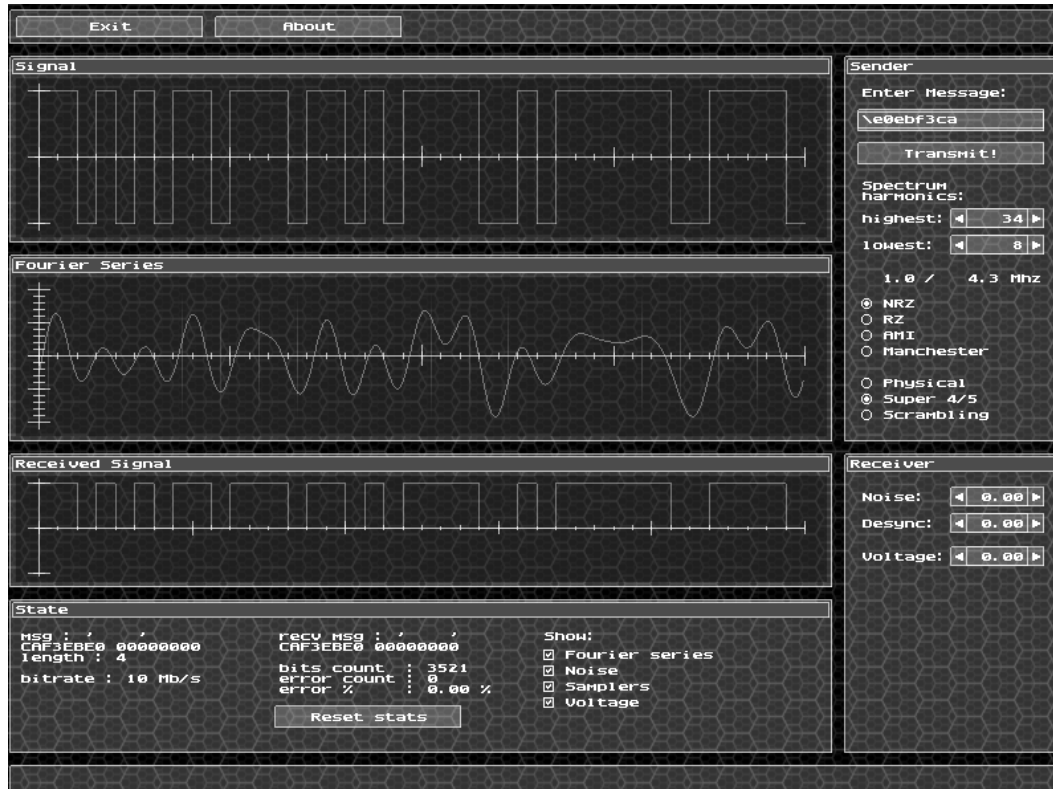 Exit
About
Signal
Fourier Series
Received Signal
State
msg : '     '
CAF3EBE0 00000000
length : 4
bitrate : 10 Mb/s
recv msg : '     '
CAF3EBE0 00000000
bits count : 3521
error count : 0
error % : 0.00 %
Reset stats
Show:
Fourier series
Noise
Samplers
Voltage
Sender
Enter Message:
\e0ebf3ca
Transmit!
Spectrum
harmonics:
highest: 34
lowest: 8
1.0 / 4.3 Mhz
NRZ
RZ
AMI
Manchester
Physical
Super 4/5
Scrambling
Receiver
Noise: 0.00
Desync: 0.00
Voltage: 0.00